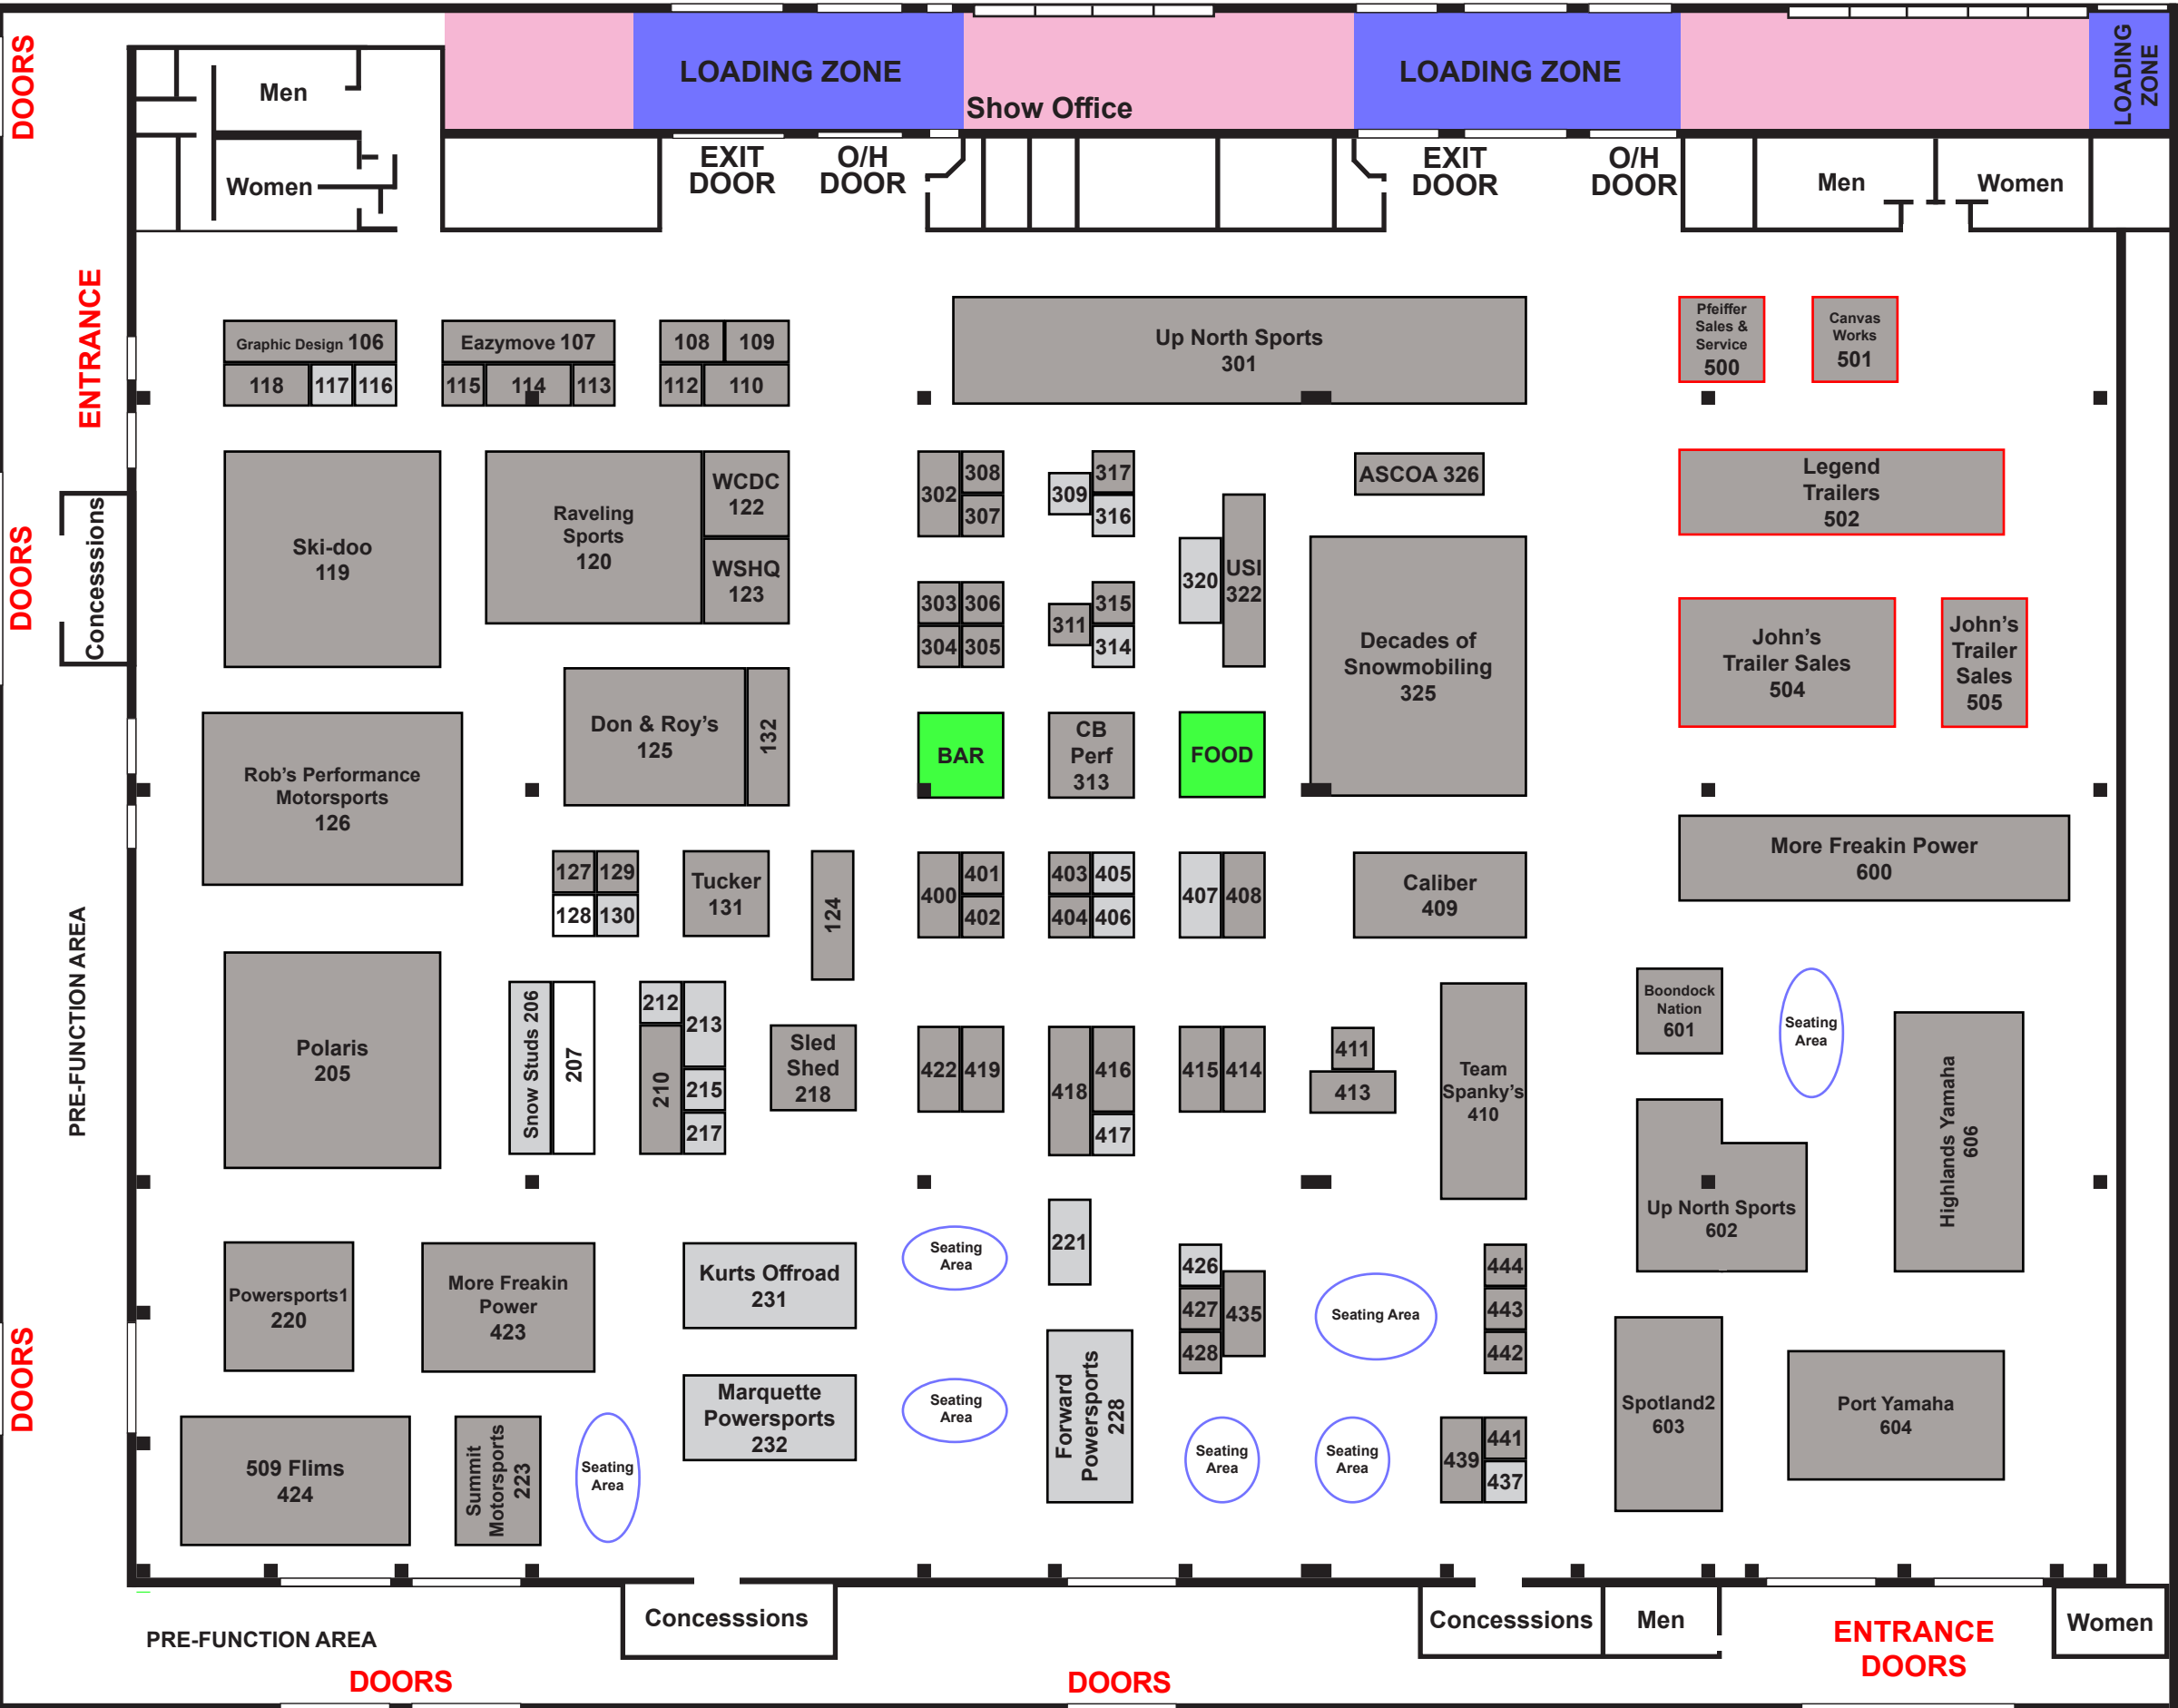 DOORS
LOADING ZONE
LOADING ZONE
LOADING
ZONE
Show Office
Men
Women
EXIT
DOOR
O/H
DOOR
EXIT
DOOR
O/H
DOOR
Men
Women
ENTRANCE
Graphic Design 106
118
117
116
Eazymove 107
115
114
113
108
109
112
110
Up North Sports
301
Pfeiffer
Sales &
Service
500
Canvas
Works
501
DOORS
Concesssions
Ski-doo
119
Raveling
Sports
120
WCDC
122
WSHQ
123
302
308
307
309
317
316
ASCOA 326
Legend
Trailers
502
320
USI
322
303
306
304
305
311
315
314
Decades of
Snowmobiling
325
John's
Trailer Sales
504
John's
Trailer
Sales
505
Rob's Performance
Motorsports
126
Don & Roy's
125
132
BAR
CB
Perf
313
FOOD
More Freakin Power
600
127
129
128
130
Tucker
131
124
400
401
402
403
405
404
406
407
408
Caliber
409
PRE-FUNCTION AREA
Polaris
205
Snow Studs 206
207
212
213
210
215
217
Sled
Shed
218
422
419
418
416
417
415
414
411
413
Team
Spanky's
410
Boondock
Nation
601
Seating
Area
Highlands Yamaha
606
Up North Sports
602
DOORS
Powersports1
220
More Freakin
Power
423
Kurts Offroad
231
Seating
Area
221
426
427
428
435
Seating Area
444
443
442
Marquette
Powersports
232
Seating
Area
Forward
Powersports
228
Spotland2
603
Port Yamaha
604
509 Flims
424
Summit
Motorsports
223
Seating
Area
Seating
Area
Seating
Area
439
441
437
Concesssions
Concesssions
Men
Women
PRE-FUNCTION AREA
ENTRANCE
DOORS
DOORS
DOORS